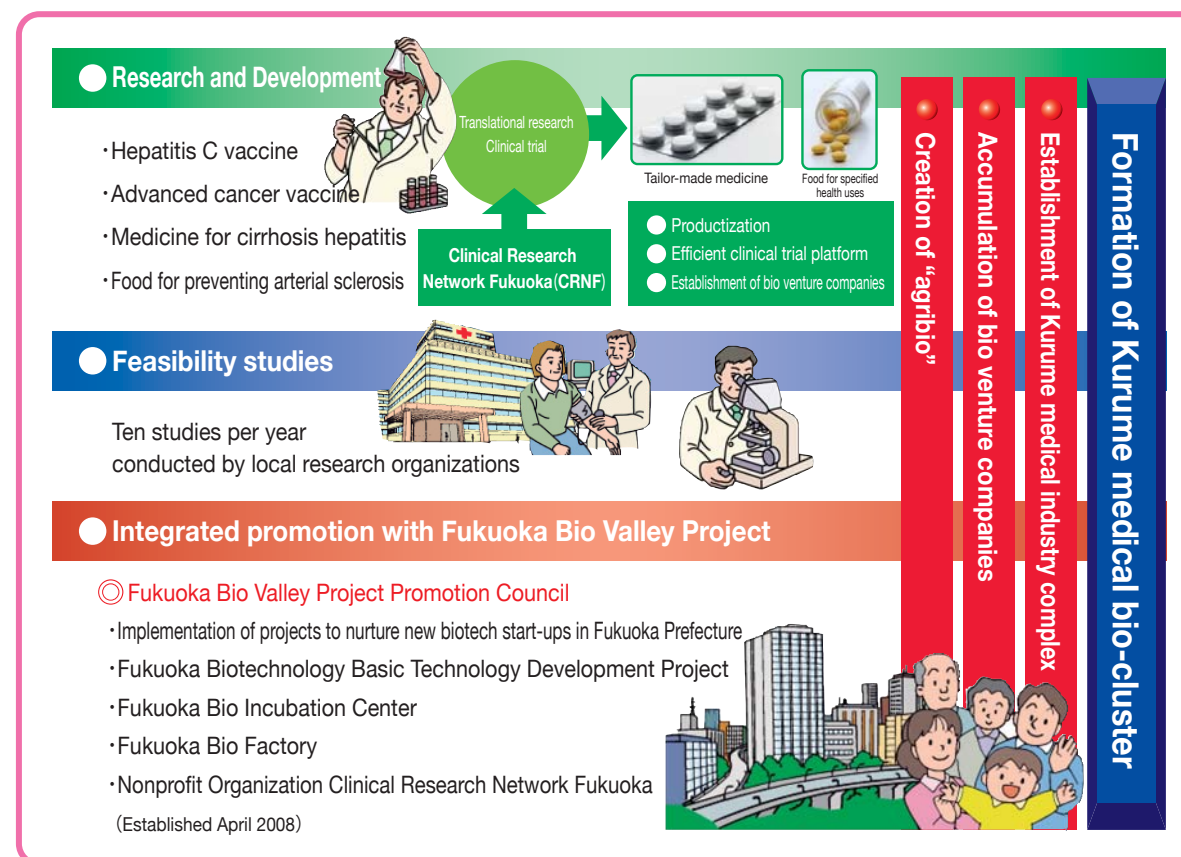 ● Research and Development
・Hepatitis C vaccine
・Advanced cancer vaccine
・Medicine for cirrhosis hepatitis
・Food for preventing arterial sclerosis
Translational research
Clinical trial
Clinical Research
Network Fukuoka(CRNF)
Tailor-made medicine
Food for specified
health uses
● Productization
● Efficient clinical trial platform
● Establishment of bio venture companies
● Feasibility studies
Ten studies per year
conducted by local research organizations
● Integrated promotion with Fukuoka Bio Valley Project
◎Fukuoka Bio Valley Project Promotion Council
・Implementation of projects to nurture new biotech start-ups in Fukuoka Prefecture
・Fukuoka Biotechnology Basic Technology Development Project
・Fukuoka Bio Incubation Center
・Fukuoka Bio Factory
・Nonprofit Organization Clinical Research Network Fukuoka
（Established April 2008）
Creation of “agribio”
Accumulation of bio venture companies
Establishment of Kurume medical industry complex
Formation of Kurume medical bio-cluster